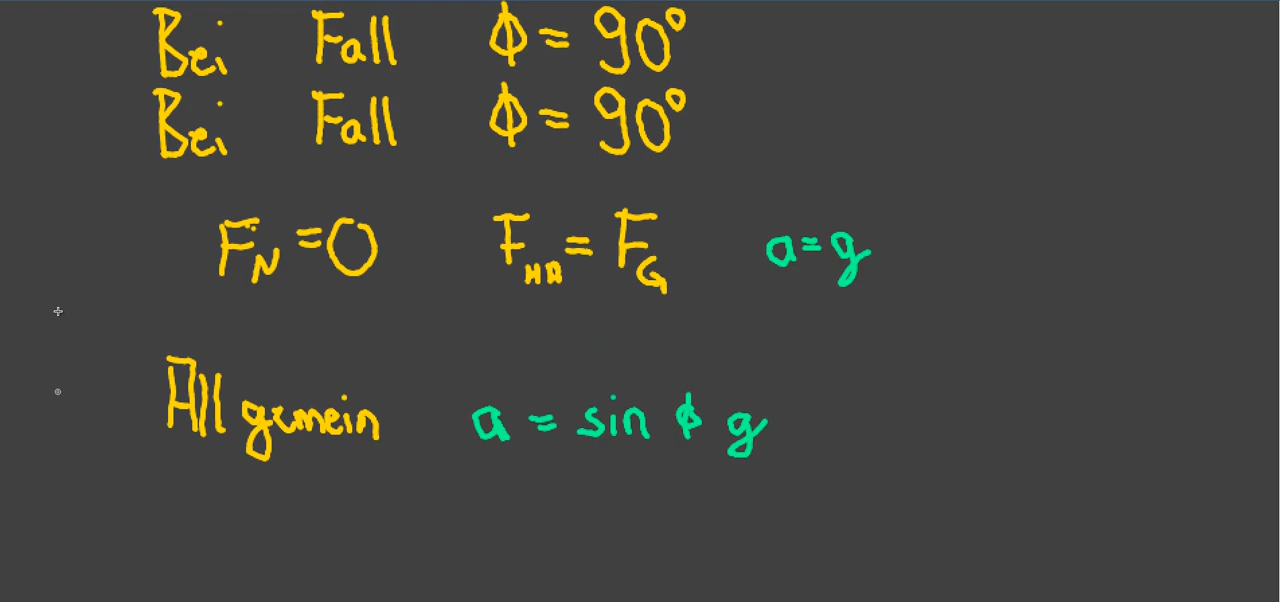 Bei Fall ϕ = 90°
Bei Fall ϕ = 90°
F_N = 0 F_HA = F_G a = g
Allgemein a = sin ϕ g